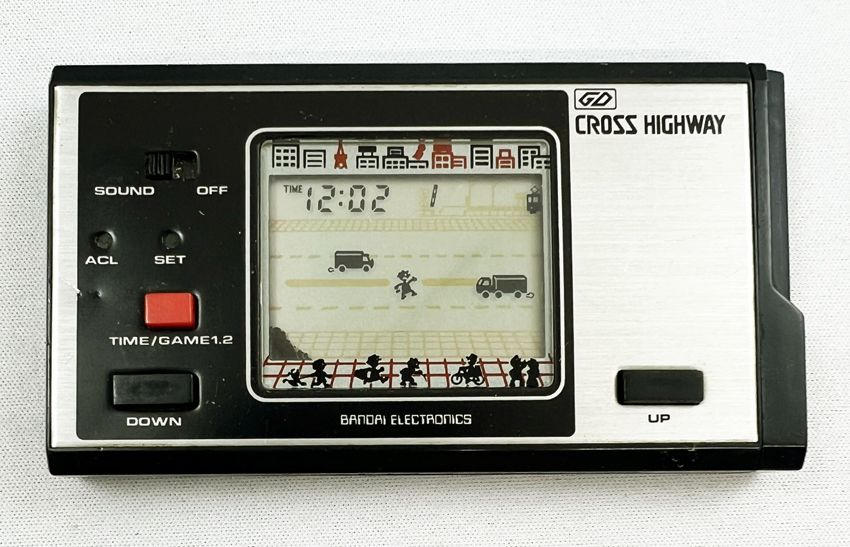 GD
CROSS HIGHWAY
SOUND OFF
TIME 12:02
ACL SET
TIME/GAME1.2
DOWN
UP
BANDAI ELECTRONICS